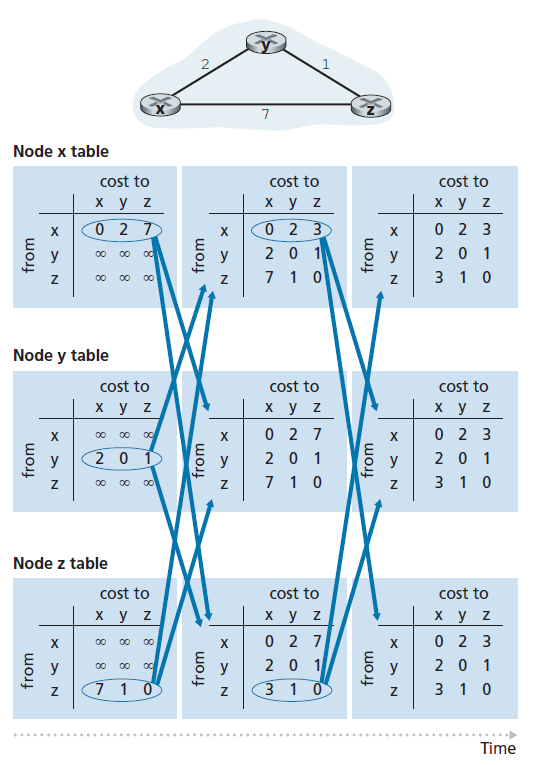 y
2 1
x z
7
Node x table
cost to cost to cost to
x y z x y z x y z
x 0 2 7 x 0 2 3 x 0 2 3
from y ∞ ∞ ∞ from y 2 0 1 from y 2 0 1
z ∞ ∞ ∞ z 7 1 0 z 3 1 0
Node y table
cost to cost to cost to
x y z x y z x y z
x ∞ ∞ ∞ x 0 2 7 x 0 2 3
from y 2 0 1 from y 2 0 1 from y 2 0 1
z ∞ ∞ ∞ z 7 1 0 z 3 1 0
Node z table
cost to cost to cost to
x y z x y z x y z
x ∞ ∞ ∞ x 0 2 7 x 0 2 3
from y ∞ ∞ ∞ from y 2 0 1 from y 2 0 1
z 7 1 0 z 3 1 0 z 3 1 0
Time